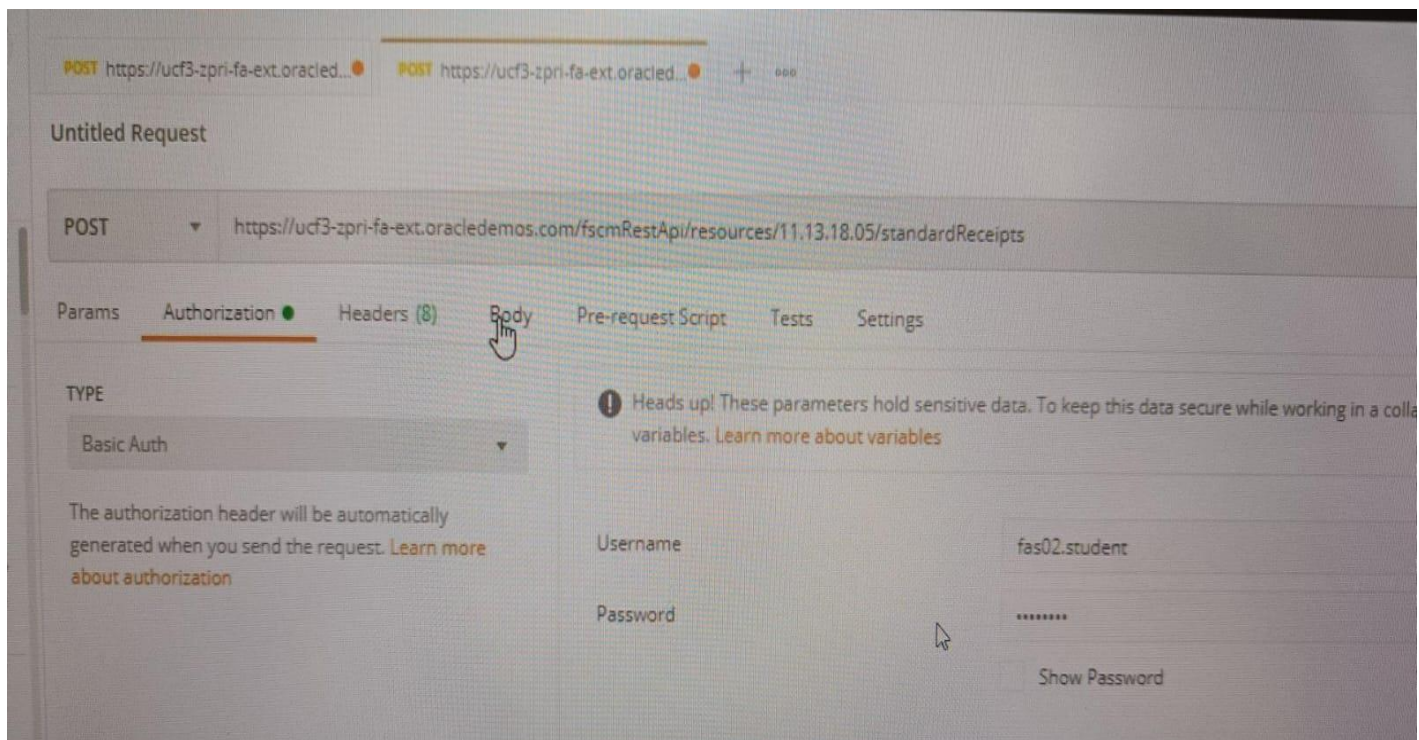 POST https://ucf3-zpri-fa-ext.oracled... POST https://ucf3-zpri-fa-ext.oracled...
Untitled Request
POST https://ucf3-zpri-fa-ext.oracledemos.com/fscmRestApi/resources/11.13.18.05/standardReceipts
Params Authorization Headers (8) Body Pre-request Script Tests Settings
TYPE
Basic Auth
The authorization header will be automatically
generated when you send the request. Learn more
about authorization
Heads up! These parameters hold sensitive data. To keep this data secure while working in a colla
variables. Learn more about variables
Username fas02.student
Password ••••••••
Show Password